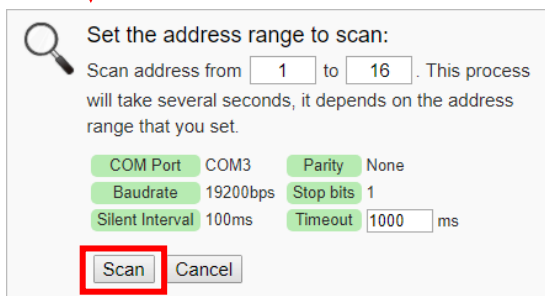 Set the address range to scan:
Scan address from 1 to 16 . This process
will take several seconds, it depends on the address
range that you set.
COM Port COM3 Parity None
Baudrate 19200bps Stop bits 1
Silent Interval 100ms Timeout 1000 ms
Scan Cancel